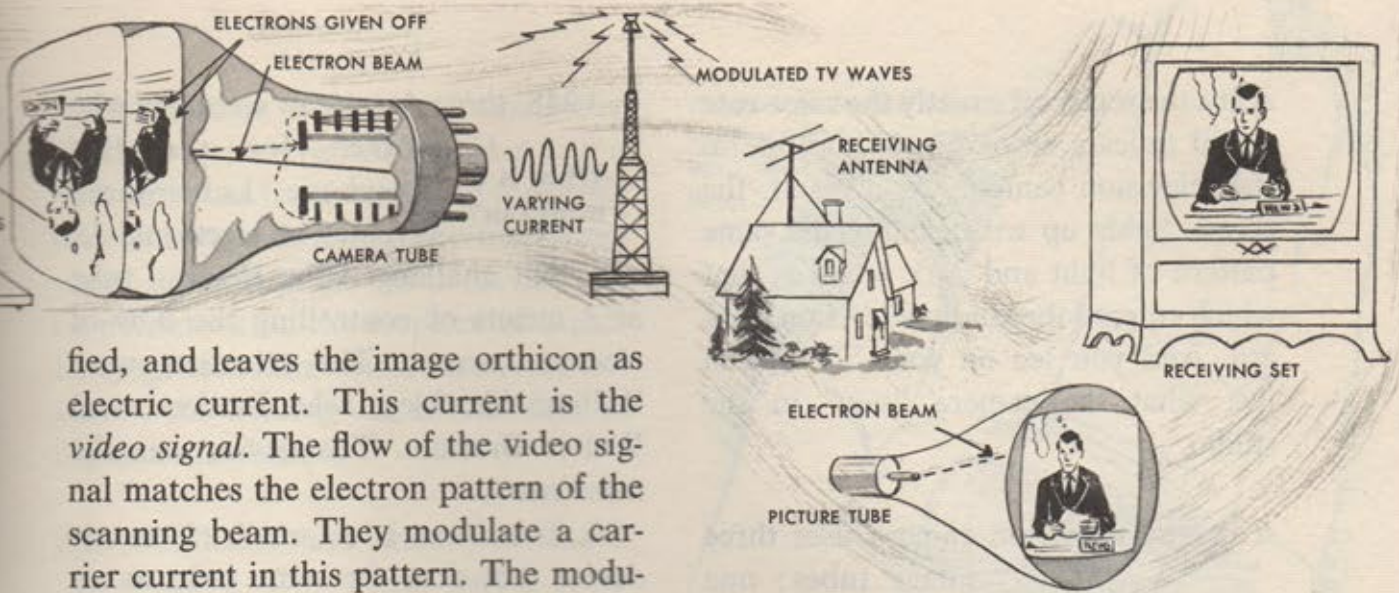 ELECTRONS GIVEN OFF
ELECTRON BEAM
CAMERA TUBE
VARYING
CURRENT
MODULATED TV WAVES
RECEIVING
ANTENNA
RECEIVING SET
ELECTRON BEAM
PICTURE TUBE
NEWS
fied, and leaves the image orthicon as
electric current. This current is the
video signal. The flow of the video sig-
nal matches the electron pattern of the
scanning beam. They modulate a car-
rier current in this pattern. The modu-